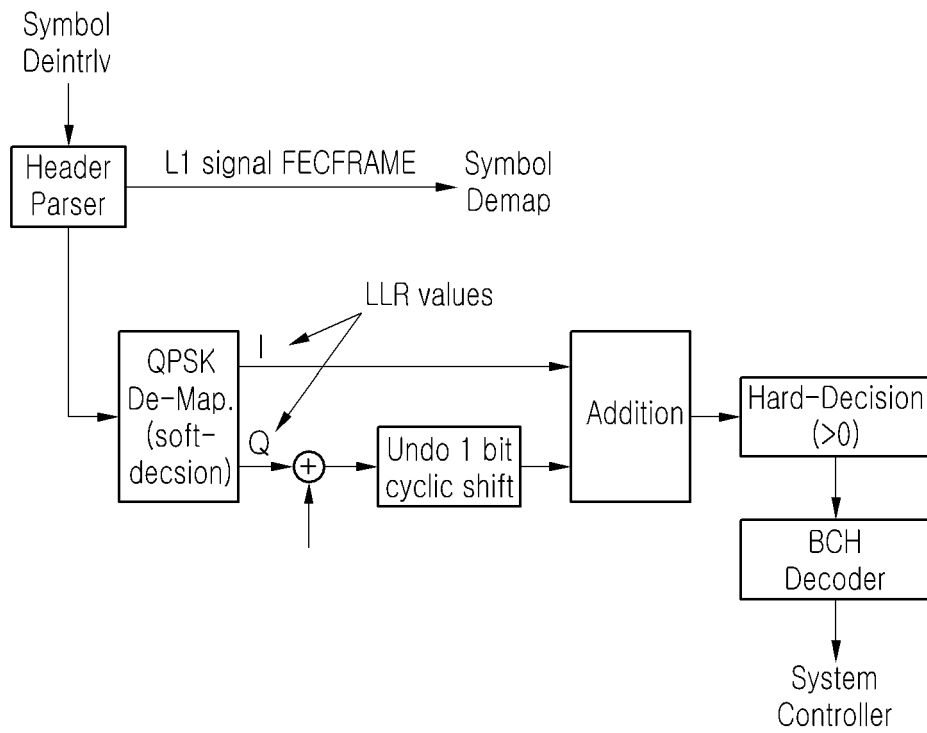 Symbol
Deintrlv
Header
Parser
L1 signal FECFRAME
Symbol
Demap
LLR values
QPSK
De-Map.
(soft-
decsion)
I
Q
+
Undo 1 bit
cyclic shift
Addition
Hard-Decision
(>0)
BCH
Decoder
System
Controller